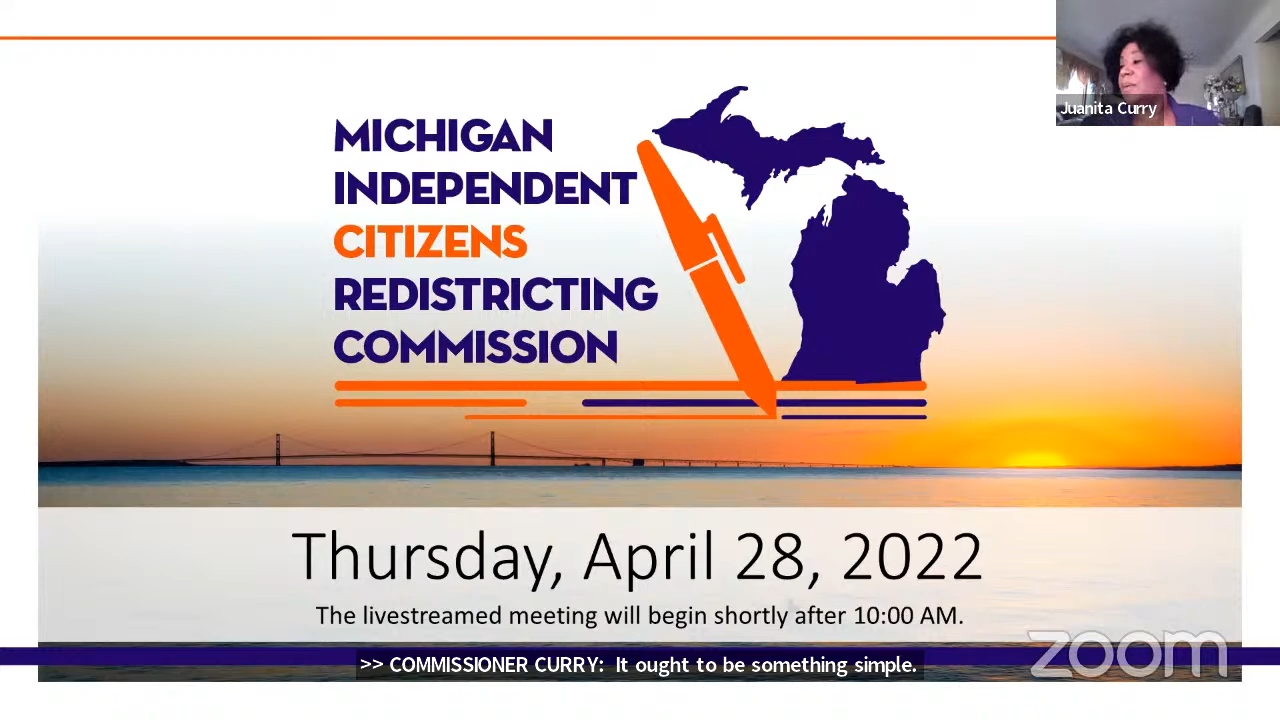 Juanita Curry
MICHIGAN
INDEPENDENT
CITIZENS
REDISTRICTING
COMMISSION
Thursday, April 28, 2022
The livestreamed meeting will begin shortly after 10:00 AM.
zoom
>> COMMISSIONER CURRY: It ought to be something simple.